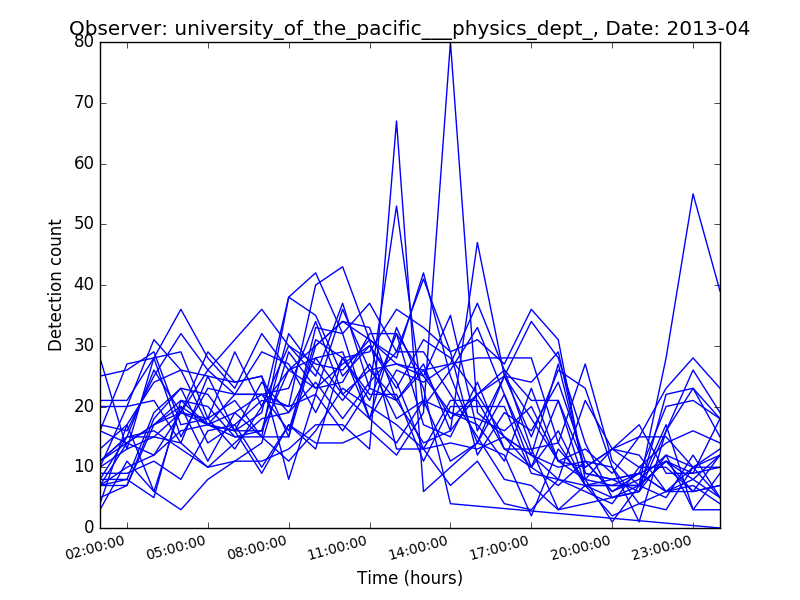 Observer: university_of_the_pacific___physics_dept_, Date: 2013-04
80
70
60
50
40
30
20
10
0
Detection count
02:00:00 05:00:00 08:00:00 11:00:00 14:00:00 17:00:00 20:00:00 23:00:00
Time (hours)